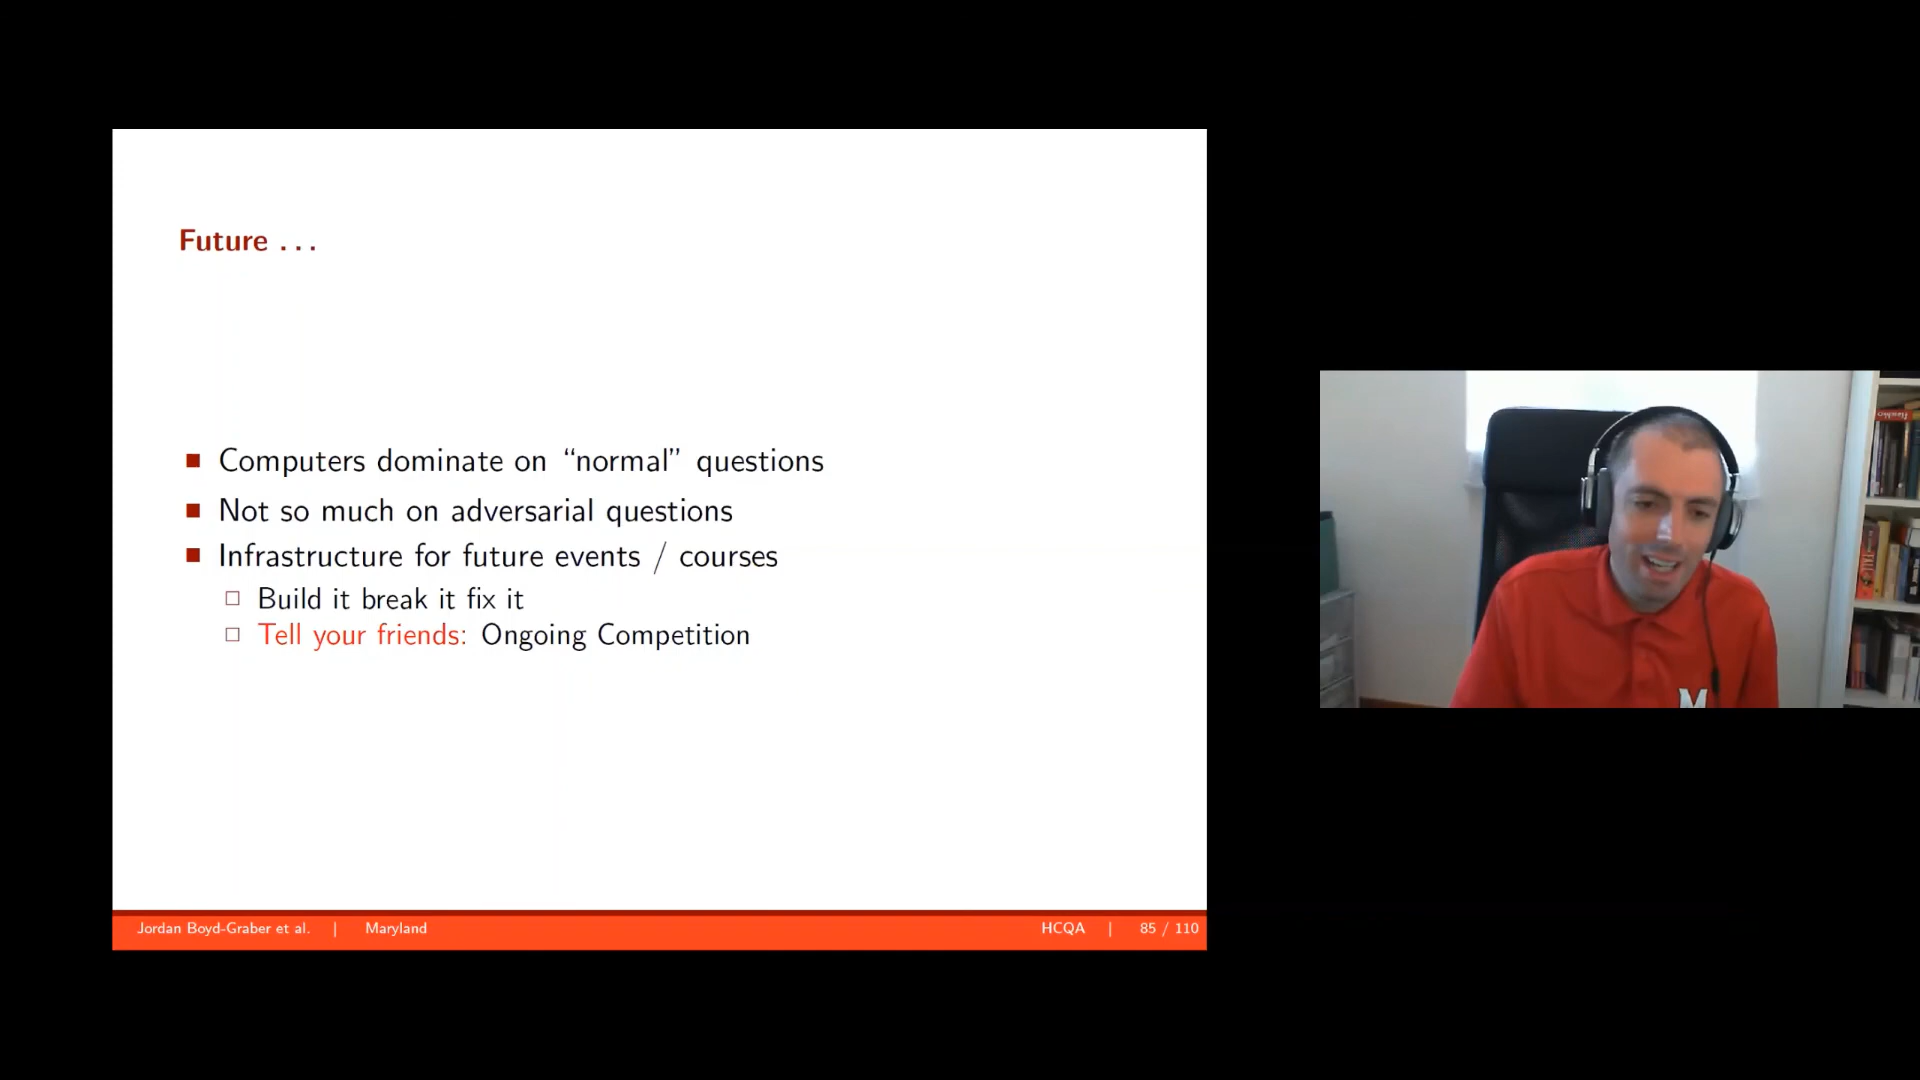 Future ...
■ Computers dominate on “normal” questions
■ Not so much on adversarial questions
■ Infrastructure for future events / courses
□ Build it break it fix it
□ Tell your friends: Ongoing Competition
Jordan Boyd-Graber et al. | Maryland HCQA | 85 / 110
M